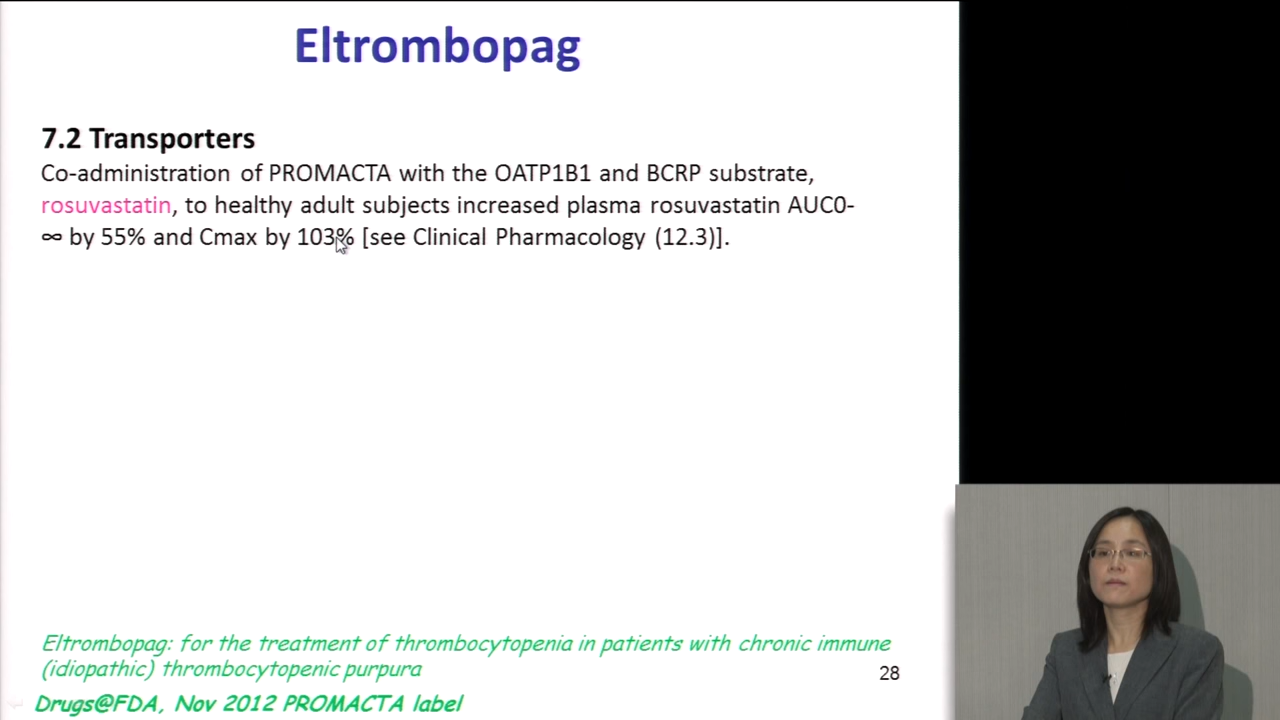 Eltrombopag
7.2 Transporters
Co-administration of PROMACTA with the OATP1B1 and BCRP substrate,
rosuvastatin, to healthy adult subjects increased plasma rosuvastatin AUC0-
∞ by 55% and Cmax by 103% [see Clinical Pharmacology (12.3)].
Eltrombopag: for the treatment of thrombocytopenia in patients with chronic immune
(idiopathic) thrombocytopenic purpura
28
Drugs@FDA, Nov 2012 PROMACTA label